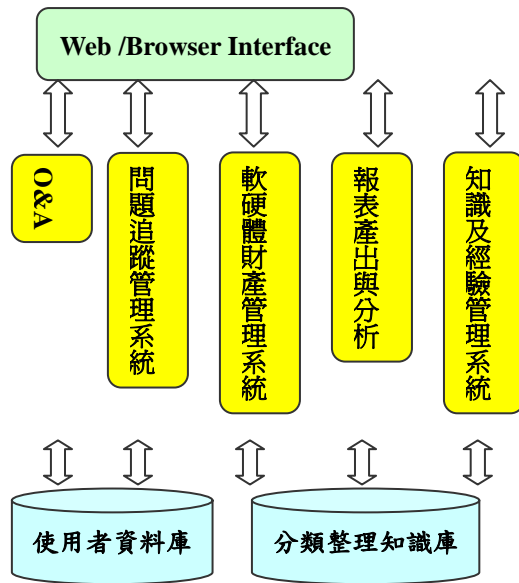 Web /Browser Interface
O&A
問題追蹤管理系統
軟硬體財產管理系統
報表產出與分析
知識及經驗管理系統
使用者資料庫
分類整理知識庫